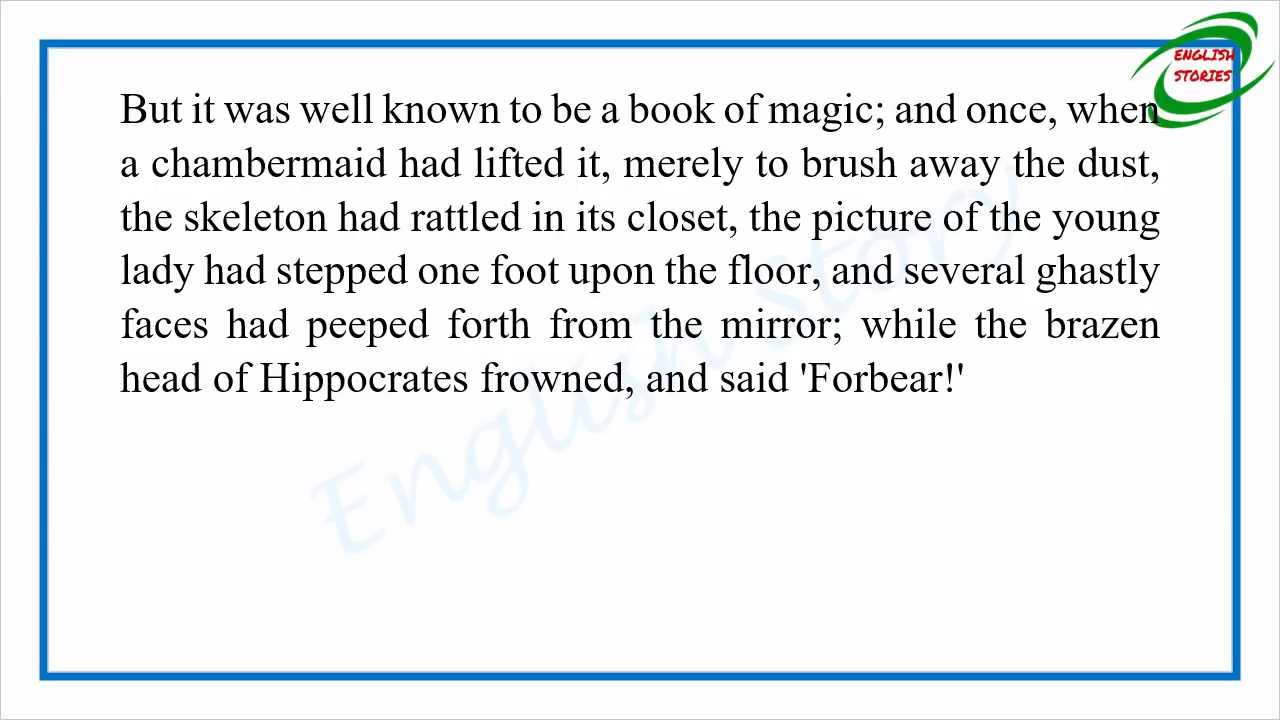 ENGLISH
STORIES
But it was well known to be a book of magic; and once, when
a chambermaid had lifted it, merely to brush away the dust,
the skeleton had rattled in its closet, the picture of the young
lady had stepped one foot upon the floor, and several ghastly
faces had peeped forth from the mirror; while the brazen
head of Hippocrates frowned, and said 'Forbear!'
English Story